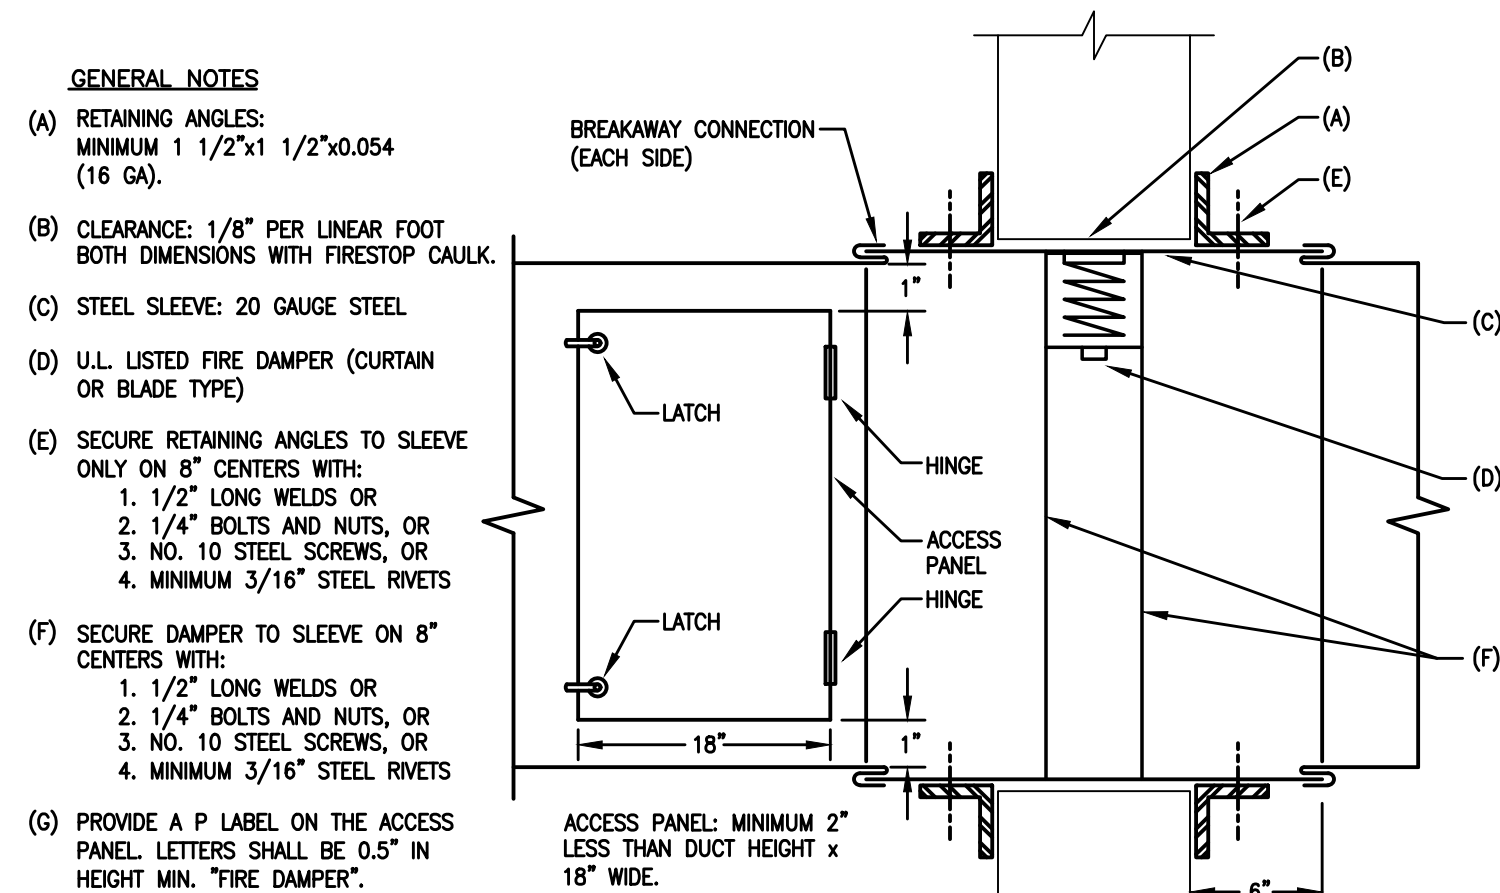 GENERAL NOTES
(A) RETAINING ANGLES:
MINIMUM 1 1/2"x1 1/2"x0.054
(16 GA).
(B) CLEARANCE: 1/8" PER LINEAR FOOT
BOTH DIMENSIONS WITH FIRESTOP CAULK.
(C) STEEL SLEEVE: 20 GAUGE STEEL
(D) U.L. LISTED FIRE DAMPER (CURTAIN
OR BLADE TYPE)
(E) SECURE RETAINING ANGLES TO SLEEVE
ONLY ON 8" CENTERS WITH:
1. 1/2" LONG WELDS OR
2. 1/4" BOLTS AND NUTS, OR
3. NO. 10 STEEL SCREWS, OR
4. MINIMUM 3/16" STEEL RIVETS
(F) SECURE DAMPER TO SLEEVE ON 8"
CENTERS WITH:
1. 1/2" LONG WELDS OR
2. 1/4" BOLTS AND NUTS, OR
3. NO. 10 STEEL SCREWS, OR
4. MINIMUM 3/16" STEEL RIVETS
(G) PROVIDE A P LABEL ON THE ACCESS
PANEL. LETTERS SHALL BE 0.5" IN
HEIGHT MIN. "FIRE DAMPER".
BREAKAWAY CONNECTION
(EACH SIDE)
(B)
(A)
(E)
1"
(C)
LATCH
HINGE
(D)
ACCESS
PANEL
HINGE
LATCH
(F)
18"
1"
ACCESS PANEL: MINIMUM 2"
LESS THAN DUCT HEIGHT x
18" WIDE.
6"